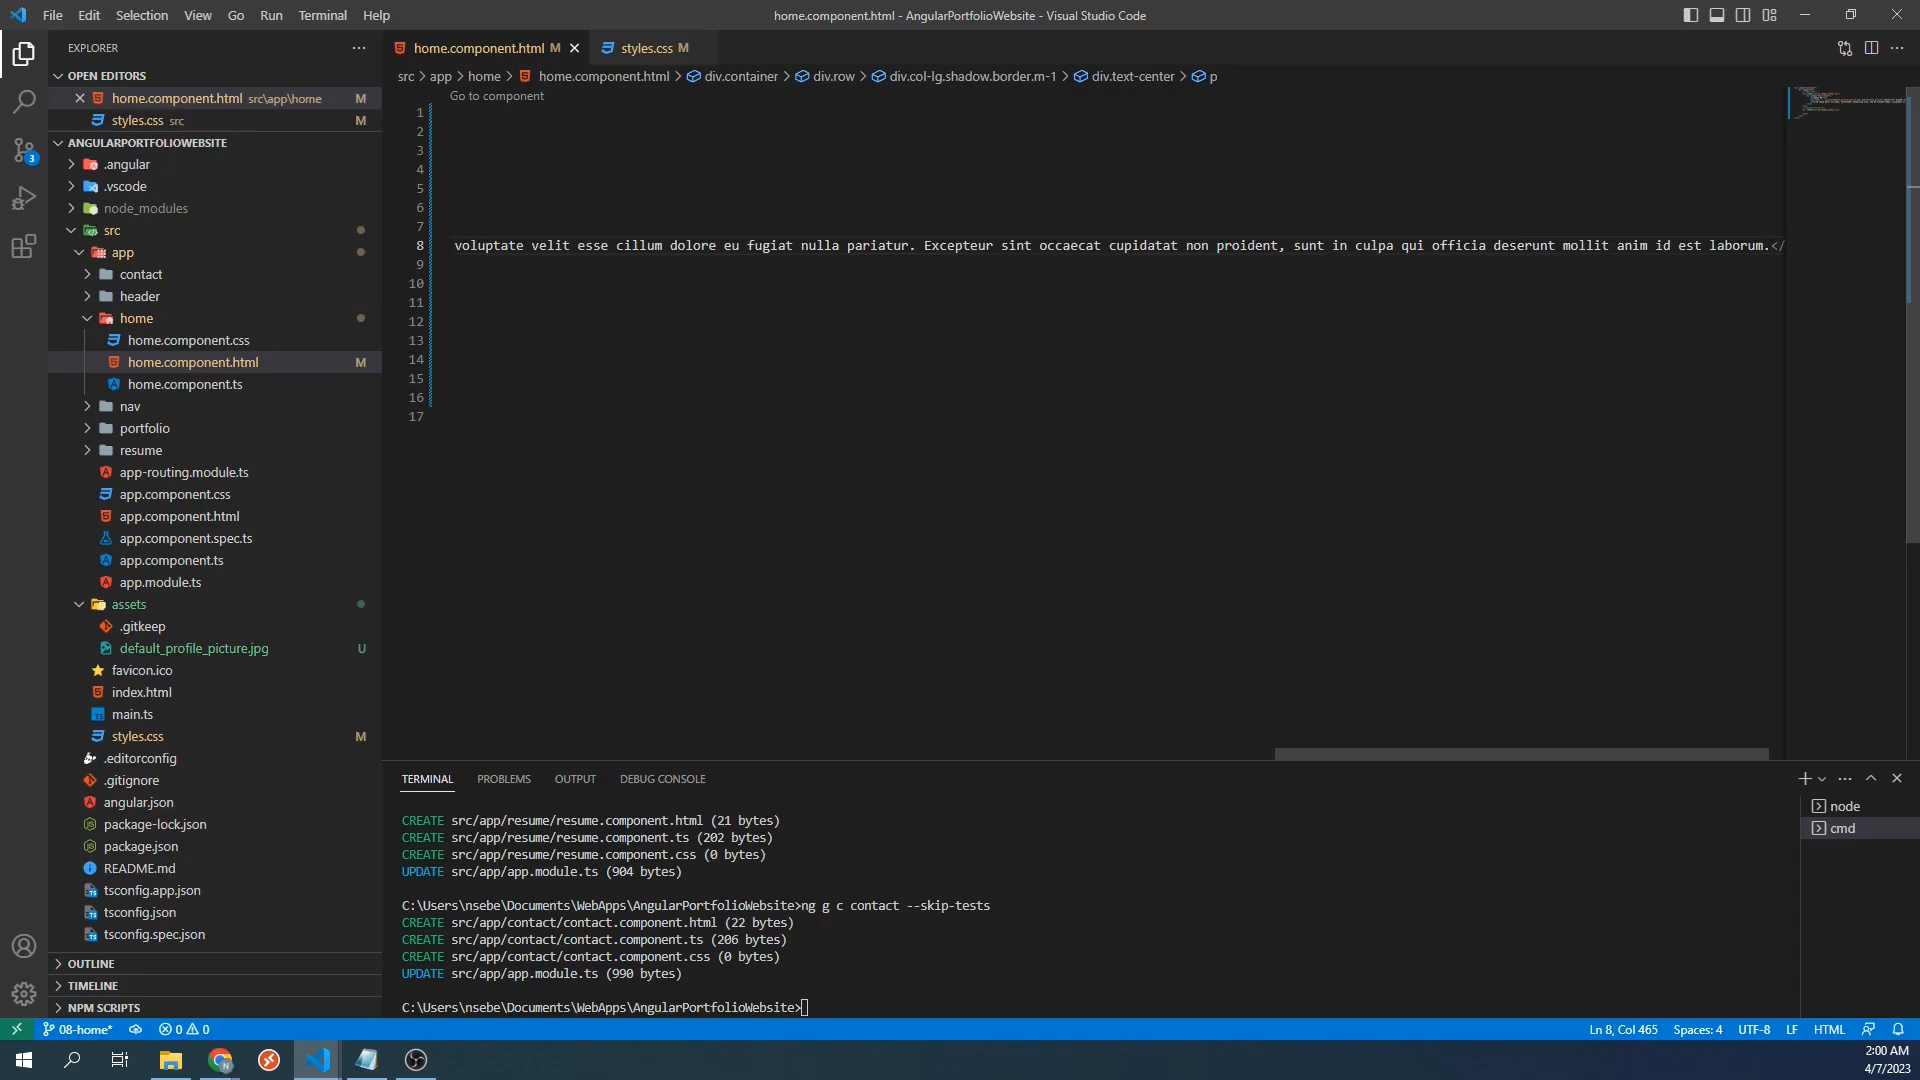 File Edit Selection View Go Run Terminal Help
home.component.html - AngularPortfolioWebsite - Visual Studio Code
EXPLORER
OPEN EDITORS
home.component.html src\app\home M
styles.css src M
ANGULARPORTFOLIOWEBSITE
.angular
.vscode
node_modules
src
app
contact
header
home
home.component.css
home.component.html M
home.component.ts
nav
portfolio
resume
app-routing.module.ts
app.component.css
app.component.html
app.component.spec.ts
app.component.ts
app.module.ts
assets
.gitkeep
default_profile_picture.jpg U
favicon.ico
index.html
main.ts
styles.css M
.editorconfig
.gitignore
angular.json
package-lock.json
package.json
README.md
tsconfig.app.json
tsconfig.json
tsconfig.spec.json
OUTLINE
TIMELINE
NPM SCRIPTS
3
home.component.html M
styles.css M
src > app > home > home.component.html > div.container > div.row > div.col-lg.shadow.border.m-1 > div.text-center > p
Go to component
1
2
3
4
5
6
7
8 voluptate velit esse cillum dolore eu fugiat nulla pariatur. Excepteur sint occaecat cupidatat non proident, sunt in culpa qui officia deserunt mollit anim id est laborum.</
9
10
11
12
13
14
15
16
17
TERMINAL PROBLEMS OUTPUT DEBUG CONSOLE
CREATE src/app/resume/resume.component.html (21 bytes)
CREATE src/app/resume/resume.component.ts (202 bytes)
CREATE src/app/resume/resume.component.css (0 bytes)
UPDATE src/app/app.module.ts (904 bytes)
C:\Users\nsebe\Documents\WebApps\AngularPortfolioWebsite>ng g c contact --skip-tests
CREATE src/app/contact/contact.component.html (22 bytes)
CREATE src/app/contact/contact.component.ts (206 bytes)
CREATE src/app/contact/contact.component.css (0 bytes)
UPDATE src/app/app.module.ts (990 bytes)
C:\Users\nsebe\Documents\WebApps\AngularPortfolioWebsite>
node
cmd
08-home* 0 0
Ln 8, Col 465 Spaces: 4 UTF-8 LF HTML
2:00 AM
4/7/2023